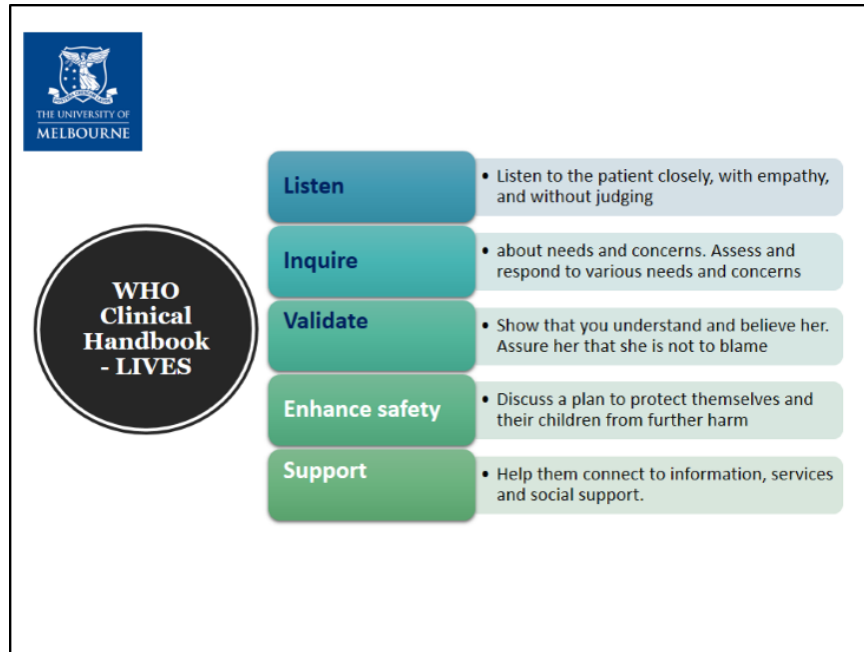 THE UNIVERSITY OF
MELBOURNE
WHO
Clinical
Handbook
- LIVES
Listen
• Listen to the patient closely, with empathy,
and without judging
Inquire
• about needs and concerns. Assess and
respond to various needs and concerns
Validate
• Show that you understand and believe her.
Assure her that she is not to blame
Enhance safety
• Discuss a plan to protect themselves and
their children from further harm
Support
• Help them connect to information, services
and social support.